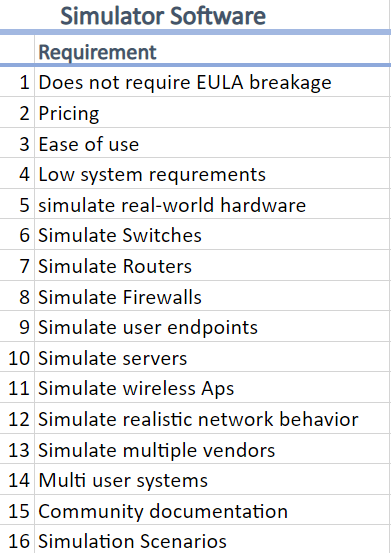 Simulator Software
Requirement
1 Does not require EULA breakage
2 Pricing
3 Ease of use
4 Low system requrements
5 simulate real-world hardware
6 Simulate Switches
7 Simulate Routers
8 Simulate Firewalls
9 Simulate user endpoints
10 Simulate servers
11 Simulate wireless Aps
12 Simulate realistic network behavior
13 Simulate multiple vendors
14 Multi user systems
15 Community documentation
16 Simulation Scenarios